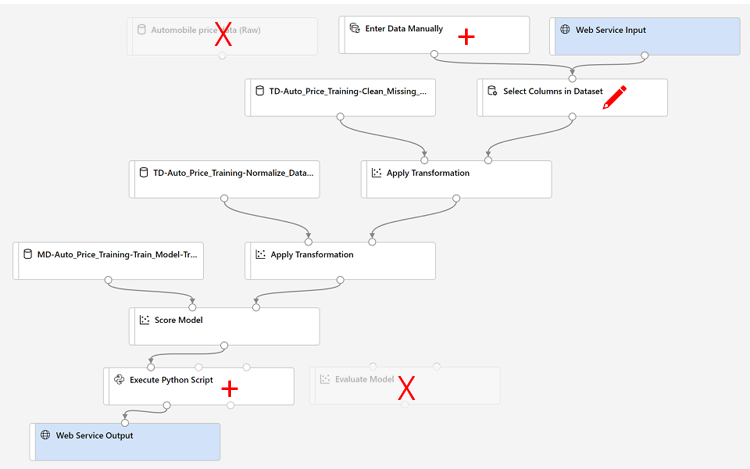 Automobile price data (Raw)
Enter Data Manually
Web Service Input
TD-Auto_Price_Training-Clean_Missing_...
Select Columns in Dataset
TD-Auto_Price_Training-Normalize_Data...
Apply Transformation
MD-Auto_Price_Training-Train_Model-Tr...
Apply Transformation
Score Model
Execute Python Script
Evaluate Model
Web Service Output